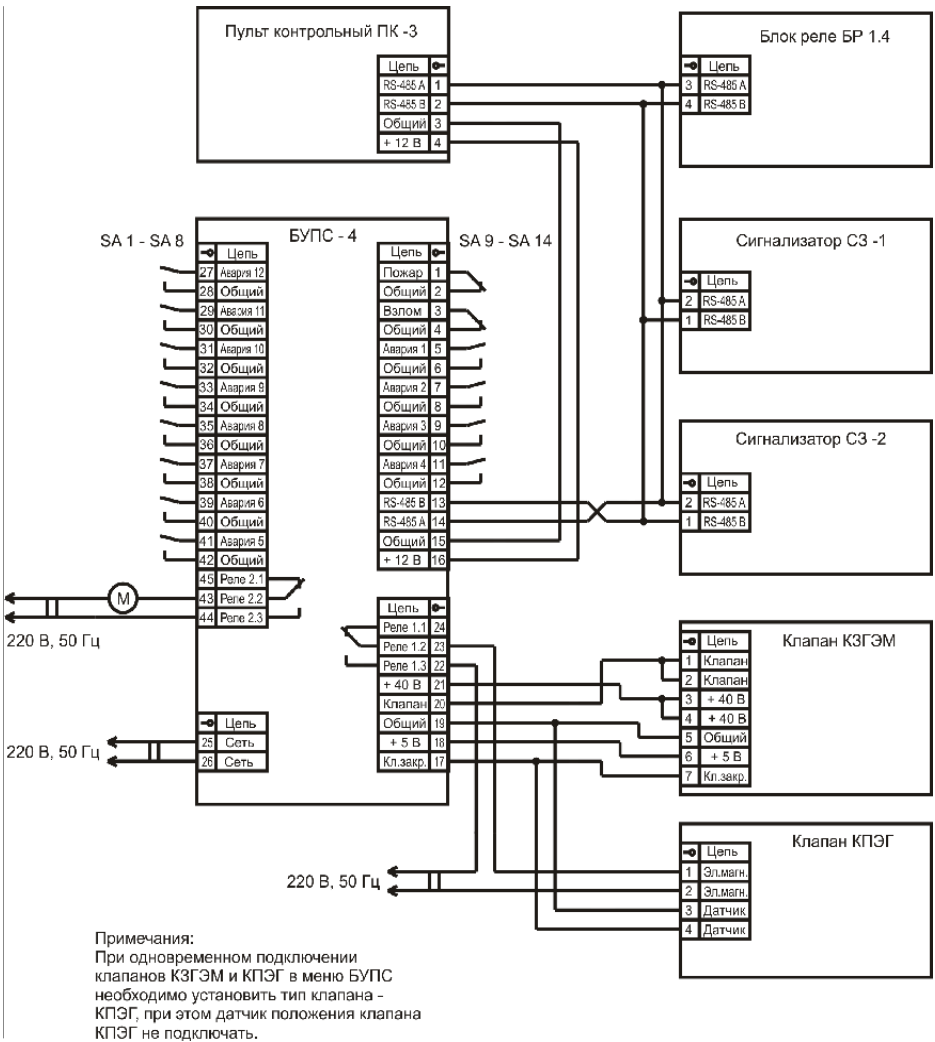 Пульт контрольный ПК -3
Цепь
RS-485 A 1
RS-485 B 2
Общий 3
+ 12 В 4
Блок реле БР 1.4
Цепь
3 RS-485 A
4 RS-485 B
SA 1 - SA 8
БУПС - 4
SA 9 - SA 14
Цепь
27 Авария 12
28 Общий
29 Авария 11
30 Общий
31 Авария 10
32 Общий
33 Авария 9
34 Общий
35 Авария 8
36 Общий
37 Авария 7
38 Общий
39 Авария 6
40 Общий
41 Авария 5
42 Общий
45 Реле 2.1
43 Реле 2.2
44 Реле 2.3
M
220 В, 50 Гц
Цепь
25 Сеть
26 Сеть
220 В, 50 Гц
Цепь
Пожар 1
Общий 2
Взлом 3
Общий 4
Авария 1 5
Общий 6
Авария 2 7
Общий 8
Авария 3 9
Общий 10
Авария 4 11
Общий 12
RS-485 B 13
RS-485 A 14
Общий 15
+ 12 В 16
Цепь
Реле 1.1 24
Реле 1.2 23
Реле 1.3 22
+ 40 В 21
Клапан 20
Общий 19
+ 5 В 18
Кл.закр. 17
220 В, 50 Гц
Сигнализатор СЗ -1
Цепь
2 RS-485 A
1 RS-485 B
Сигнализатор СЗ -2
Цепь
2 RS-485 A
1 RS-485 B
Клапан КЗГЭМ
Цепь
1 Клапан
2 Клапан
3 + 40 В
4 + 40 В
5 Общий
6 + 5 В
7 Кл.закр.
Клапан КПЭГ
Цепь
1 Эл.магн.
2 Эл.магн.
3 Датчик
4 Датчик
Примечания:
При одновременном подключении
клапанов КЗГЭМ и КПЭГ в меню БУПС
необходимо установить тип клапана -
КПЭГ, при этом датчик положения клапана
КПЭГ не подключать.